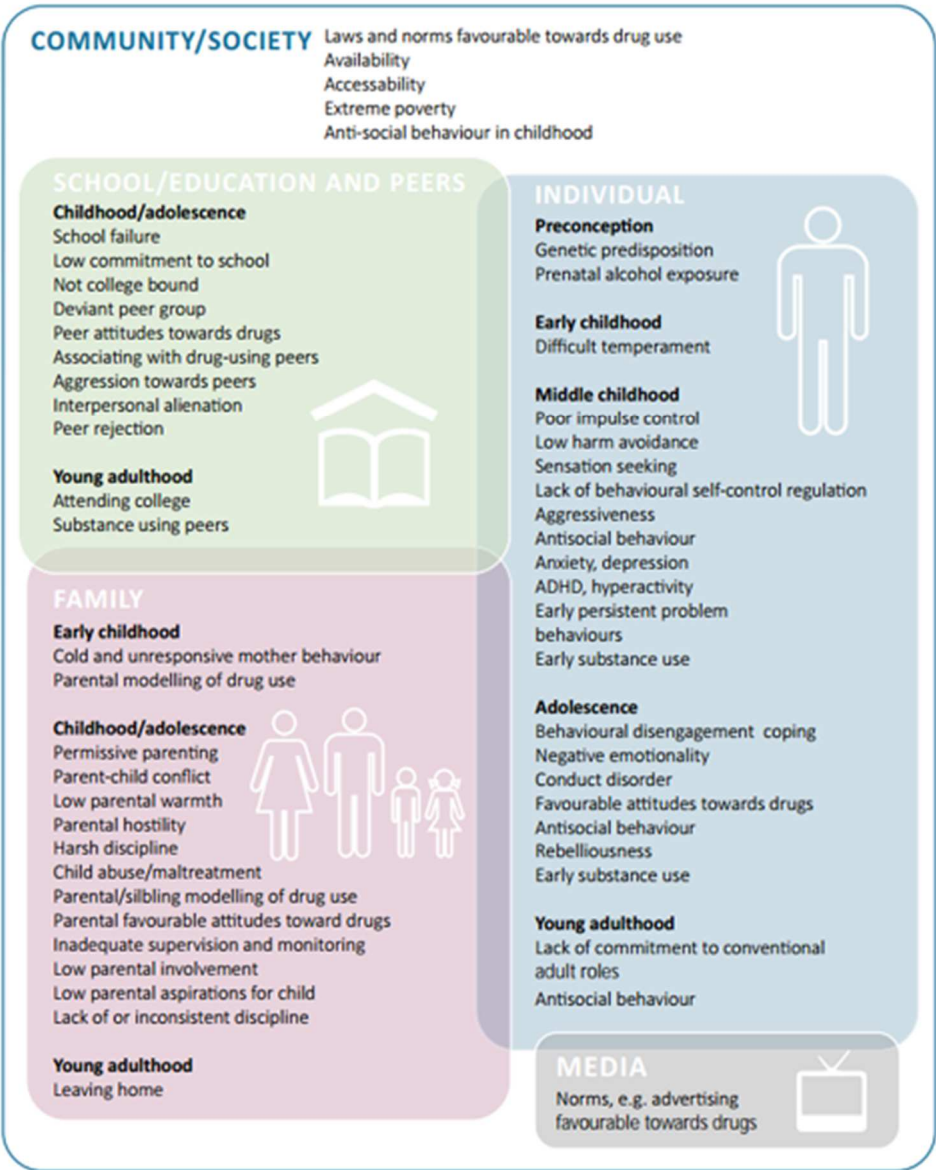 COMMUNITY/SOCIETY
Laws and norms favourable towards drug use
Availability
Accessability
Extreme poverty
Anti-social behaviour in childhood
SCHOOL/EDUCATION AND PEERS
Childhood/adolescence
School failure
Low commitment to school
Not college bound
Deviant peer group
Peer attitudes towards drugs
Associating with drug-using peers
Aggression towards peers
Interpersonal alienation
Peer rejection
Young adulthood
Attending college
Substance using peers
FAMILY
Early childhood
Cold and unresponsive mother behaviour
Parental modelling of drug use
Childhood/adolescence
Permissive parenting
Parent-child conflict
Low parental warmth
Parental hostility
Harsh discipline
Child abuse/maltreatment
Parental/silbling modelling of drug use
Parental favourable attitudes toward drugs
Inadequate supervision and monitoring
Low parental involvement
Low parental aspirations for child
Lack of or inconsistent discipline
Young adulthood
Leaving home
INDIVIDUAL
Preconception
Genetic predisposition
Prenatal alcohol exposure
Early childhood
Difficult temperament
Middle childhood
Poor impulse control
Low harm avoidance
Sensation seeking
Lack of behavioural self-control regulation
Aggressiveness
Antisocial behaviour
Anxiety, depression
ADHD, hyperactivity
Early persistent problem
behaviours
Early substance use
Adolescence
Behavioural disengagement coping
Negative emotionality
Conduct disorder
Favourable attitudes towards drugs
Antisocial behaviour
Rebelliousness
Early substance use
Young adulthood
Lack of commitment to conventional
adult roles
Antisocial behaviour
MEDIA
Norms, e.g. advertising
favourable towards drugs